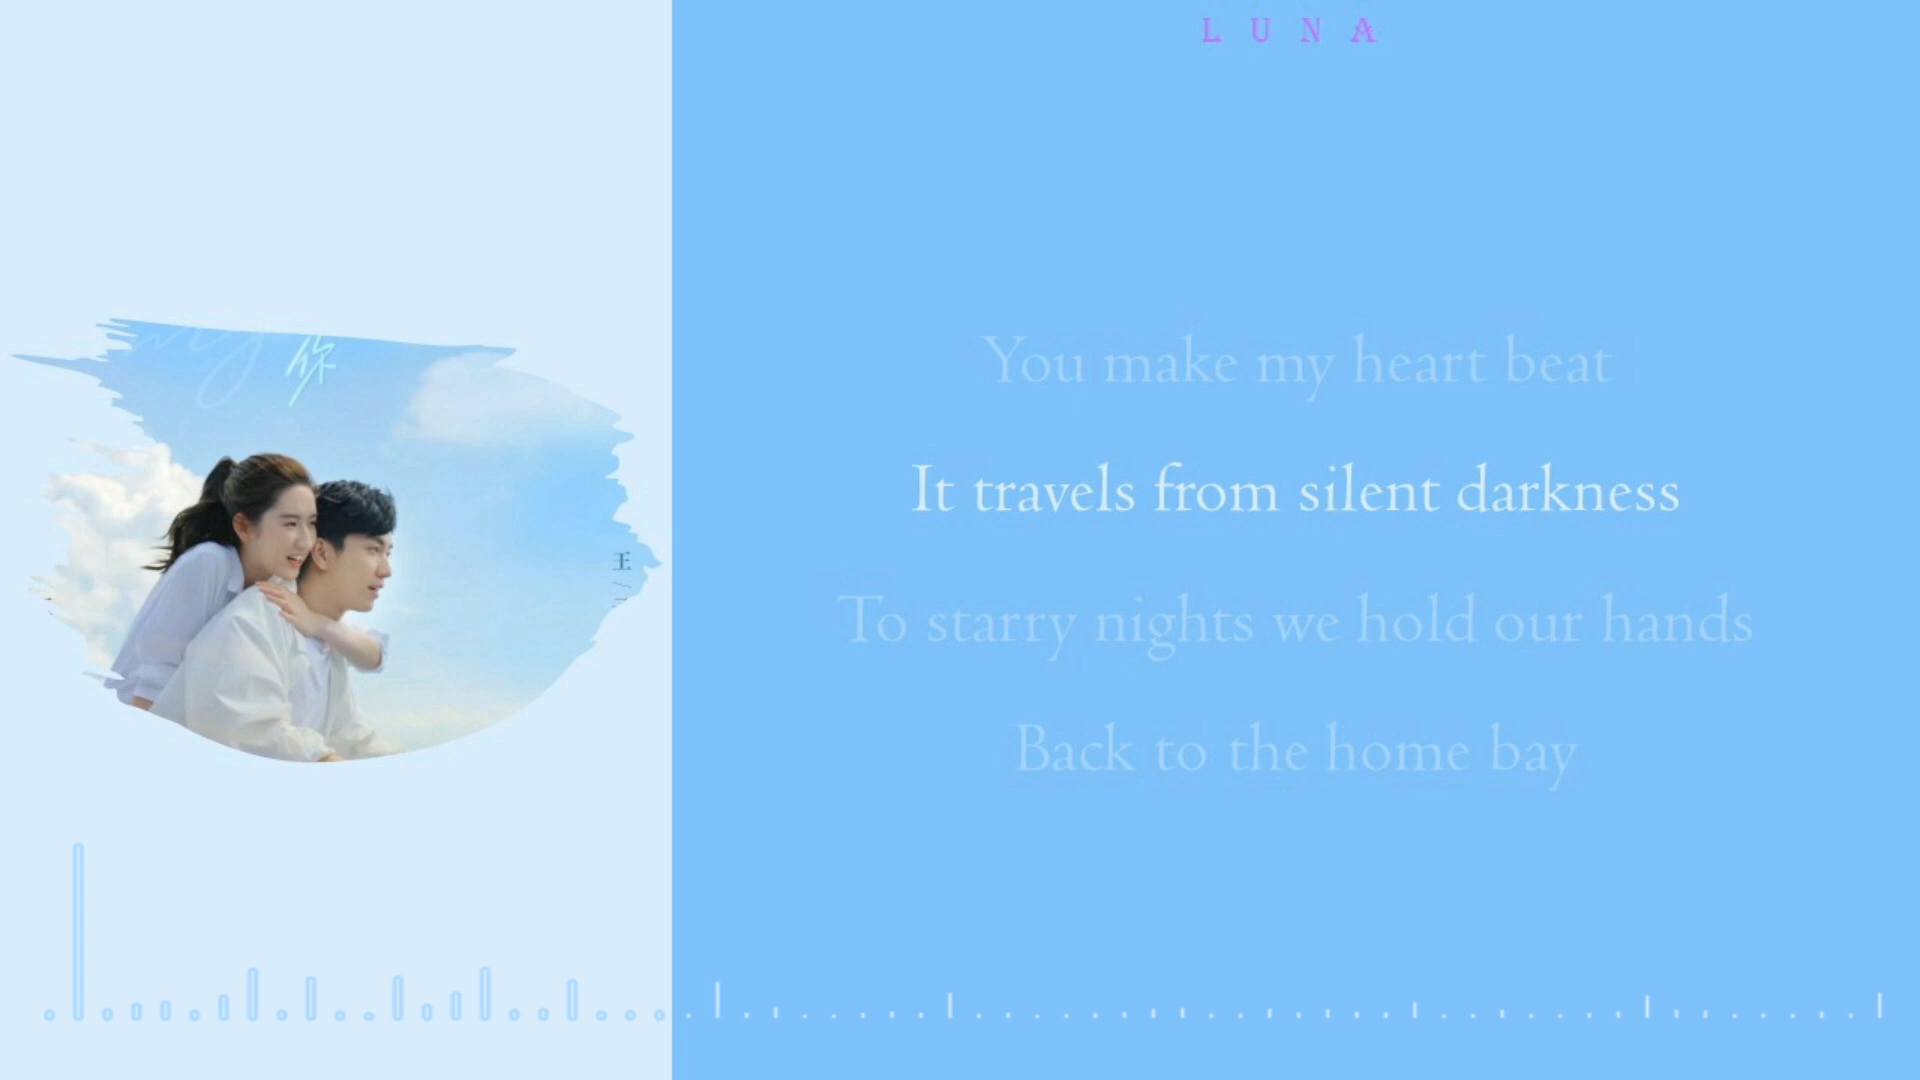 LUNA
你
王
You make my heart beat
It travels from silent darkness
To starry nights we hold our hands
Back to the home bay